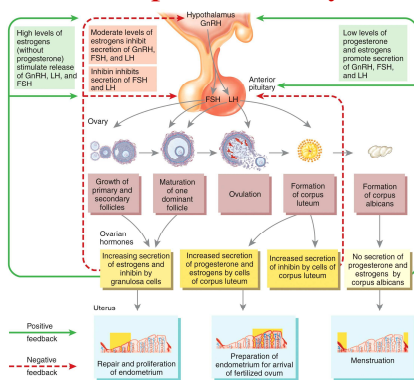 Hypothalamus
GnRH
High levels of
estrogens
(without
progesterone)
stimulate release
of GnRH, LH, and
FSH
Moderate levels of
estrogens inhibit
secretion of GnRH,
FSH, and LH
Inhibin inhibits
secretion of FSH
and LH
Low levels of
progesterone
and estrogens
promote secretion
of GnRH, FSH,
and LH
Anterior
pituitary
FSH LH
Ovary
Growth of
primary and
secondary
follicles
Maturation
of one
dominant
follicle
Ovulation
Formation
of corpus
luteum
Formation
of corpus
albicans
Ovarian
hormones
Increasing secretion
of estrogens and
inhibin by
granulosa cells
Increased secretion
of progesterone and
estrogens by cells
of corpus luteum
Increased secretion
of inhibin by cells of
corpus luteum
No secretion of
progesterone and
estrogens by
corpus albicans
Uterus
Positive
feedback
Negative
feedback
Repair and proliferation
of endometrium
Preparation of
endometrium for arrival
of fertilized ovum
Menstruation